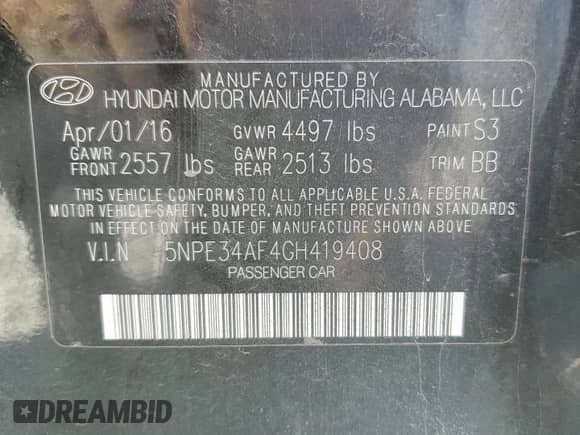 MANUFACTURED BY
HYUNDAI MOTOR MANUFACTURING ALABAMA, LLC
Apr/01/16 GVWR 4497 lbs PAINT S3
GAWR FRONT 2557 lbs GAWR REAR 2513 lbs TRIM BB
THIS VEHICLE CONFORMS TO ALL APPLICABLE U.S.A. FEDERAL
MOTOR VEHICLE SAFETY, BUMPER, AND THEFT PREVENTION STANDARDS
IN EFFECT ON THE DATE OF MANUFACTURE SHOWN ABOVE.
V.I.N 5NPE34AF4GH419408
PASSENGER CAR
DREAMBID